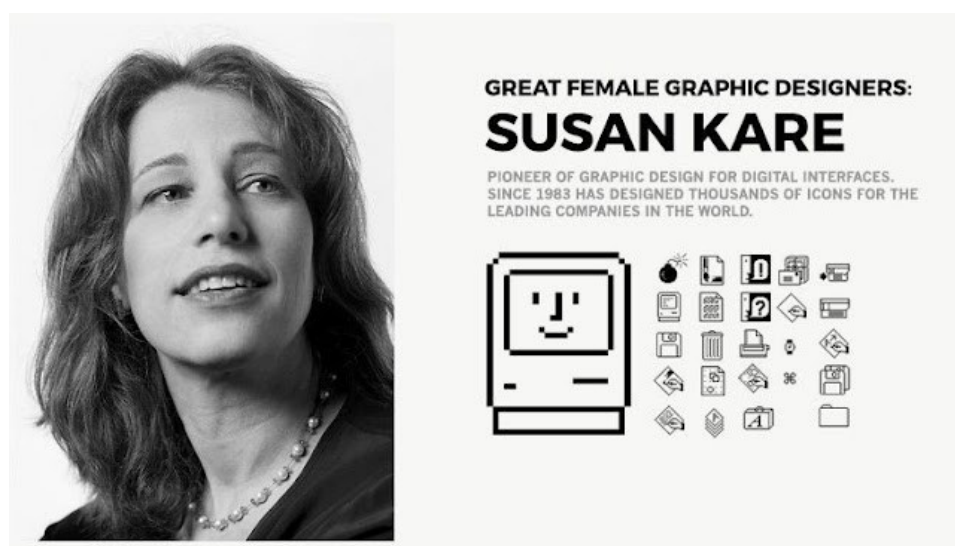 GREAT FEMALE GRAPHIC DESIGNERS:
SUSAN KARE
PIONEER OF GRAPHIC DESIGN FOR DIGITAL INTERFACES.
SINCE 1983 HAS DESIGNED THOUSANDS OF ICONS FOR THE
LEADING COMPANIES IN THE WORLD.
!
?
A